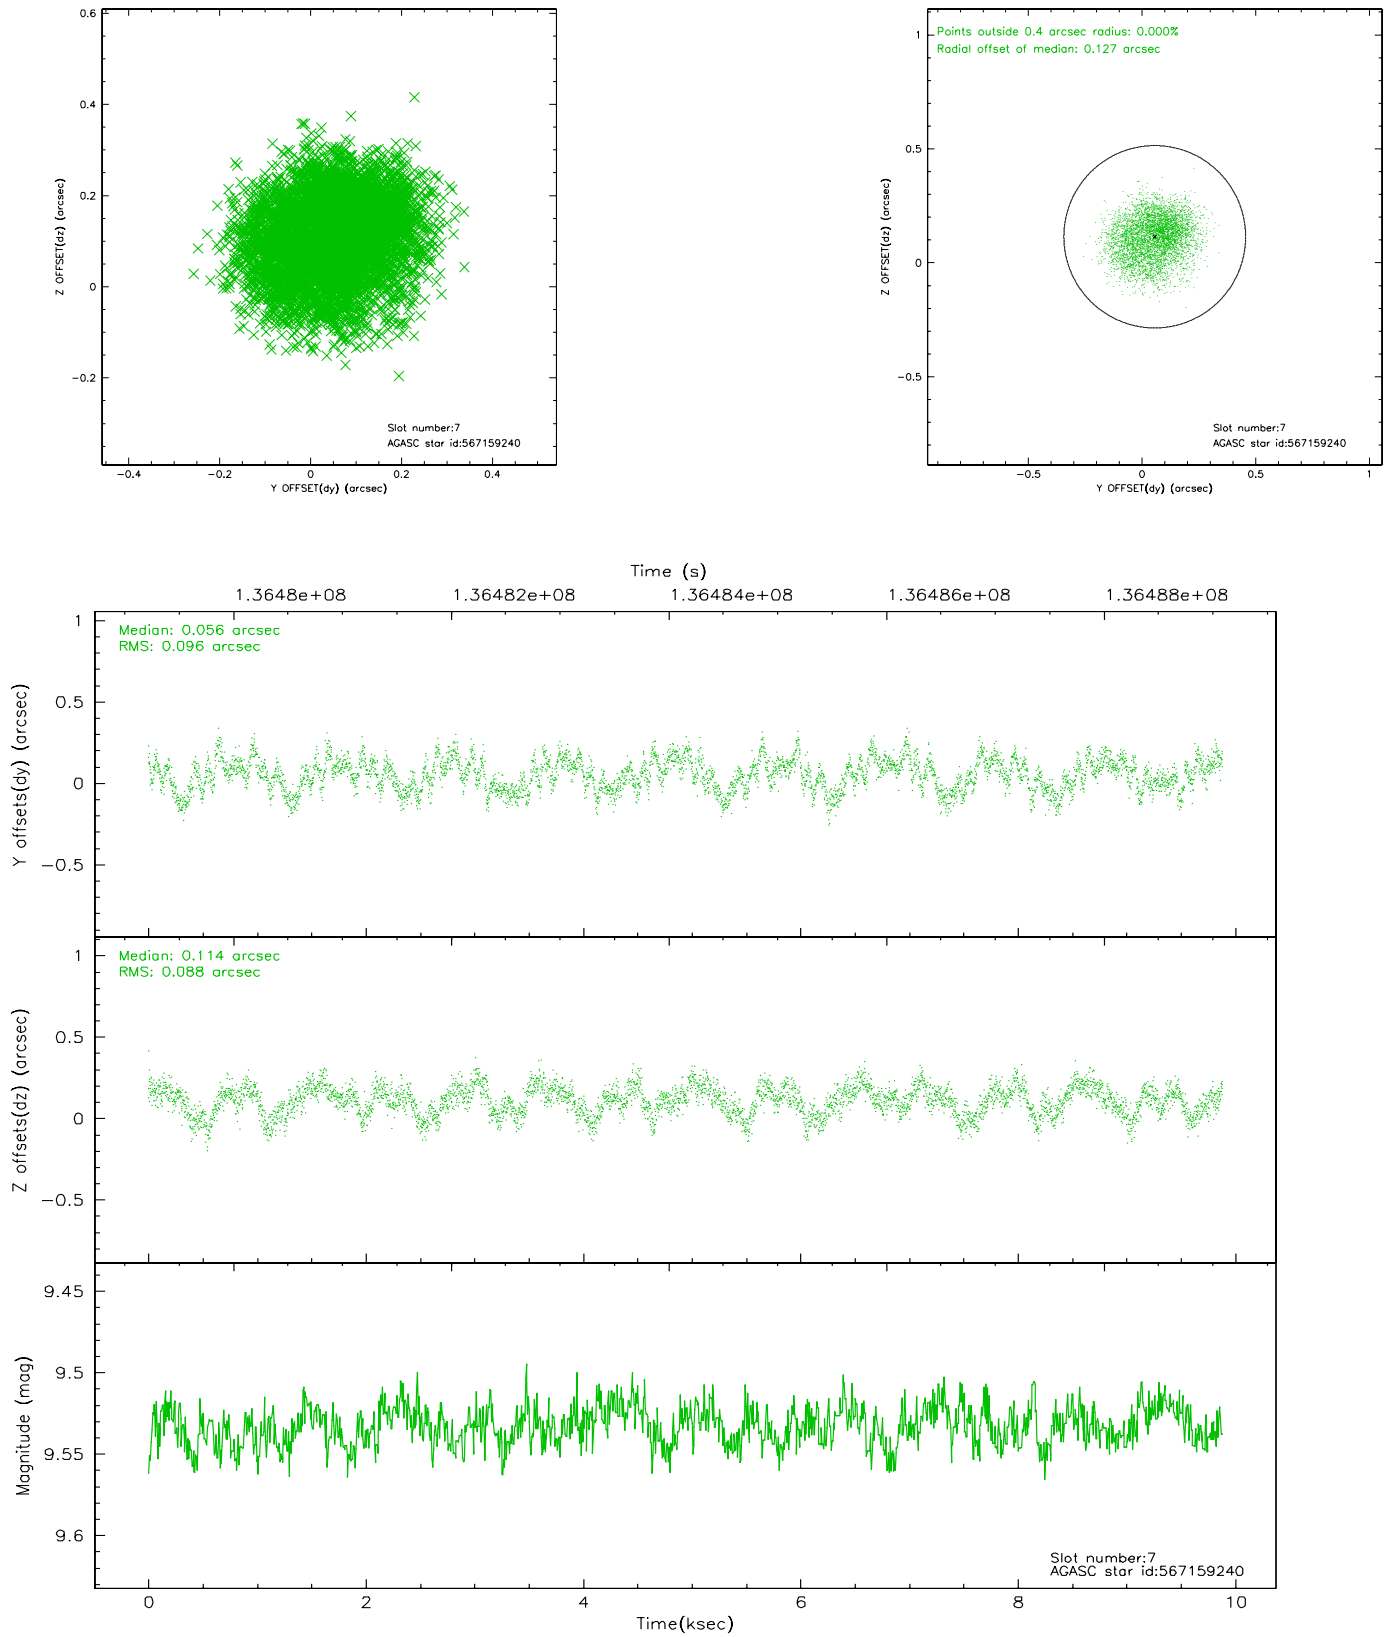 0.6
0.4
0.2
0
−0.2
Z OFFSET(dz) (arcsec)
Slot number:7
AGASC star id:567159240
−0.4 −0.2 0 0.2 0.4
Y OFFSET(dy) (arcsec)
Points outside 0.4 arcsec radius: 0.000%
Radial offset of median: 0.127 arcsec
1
0.5
0
−0.5
Z OFFSET(dz) (arcsec)
Slot number:7
AGASC star id:567159240
−0.5 0 0.5 1
Y OFFSET(dy) (arcsec)
Time (s)
1.3648e+08 1.36482e+08 1.36484e+08 1.36486e+08 1.36488e+08
Median: 0.056 arcsec
RMS: 0.096 arcsec
1
0.5
0
−0.5
Y offsets(dy) (arcsec)
Median: 0.114 arcsec
RMS: 0.088 arcsec
1
0.5
0
−0.5
Z offsets(dz) (arcsec)
9.45
9.5
9.55
9.6
Magnitude (mag)
Slot number:7
AGASC star id:567159240
0 2 4 6 8 10
Time(ksec)